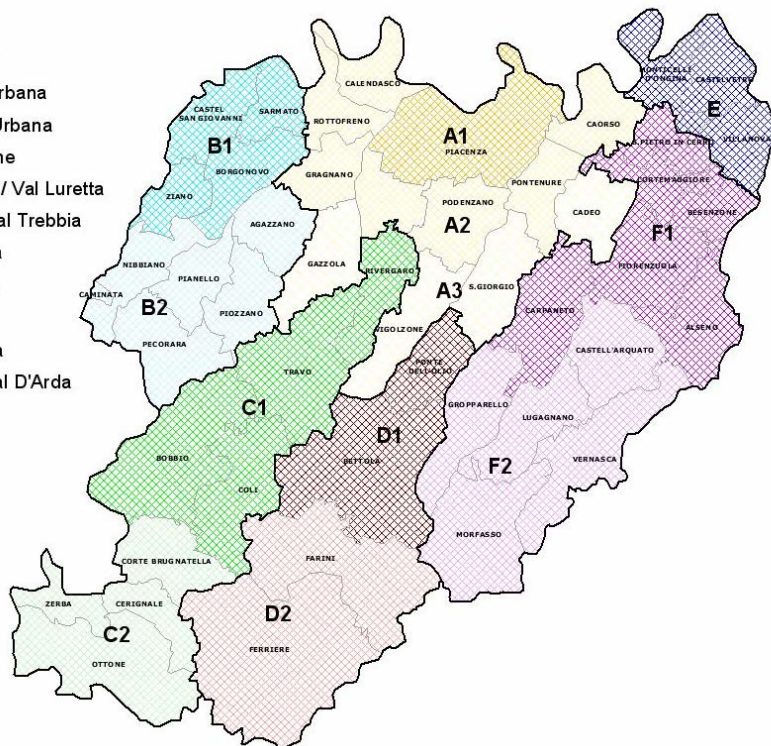 rbana
Urbana
ne
/ Val Luretta
al Trebbia
a
a
al D'Arda
CALENDASCO
ROTTOFRENO
GRAGNANO
A1
PIACENZA
CAORSO
MONTICELLI
D'ONGINA
CASTELVETRO
E
VILLANOVA
CASTEL
SAN GIOVANNI
SARMATO
B1
BORGONOVO
ZIANO
AGAZZANO
NIBBIANO
PIANELLO
CAMINATA
B2
PIOZZANO
PECORARA
PODENZANO
PONTENURE
A2
CADEO
GAZZOLA
RIVERGARO
A3
S.GIORGIO
VIGOLZONE
S.PIETRO IN CERRO
CORTEMAGGIORE
BESENZONE
F1
FIORENZUOLA
ALSENO
CARPANETO
CASTELL'ARQUATO
TRAVO
PONTE
DELL'OLIO
C1
BOBBIO
COLI
D1
BETTOLA
GROPPARELLO
LUGAGNANO
F2
VERNASCA
MORFASSO
CORTE BRUGNATELLA
FARINI
ZERBA
CERIGNALE
C2
OTTONE
D2
FERRIERE